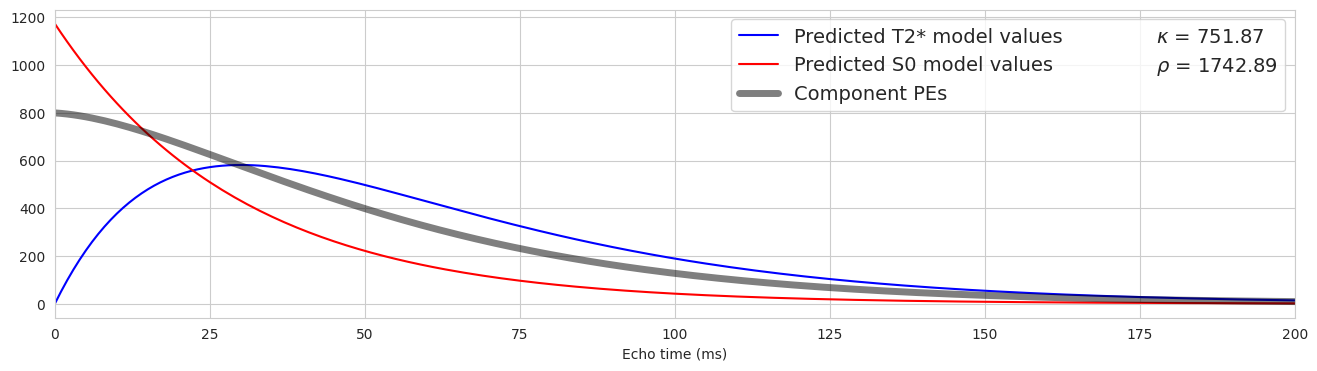 1200
1000
800
600
400
200
0
Predicted T2* model values κ = 751.87
Predicted S0 model values ρ = 1742.89
Component PEs
0 25 50 75 100 125 150 175 200
Echo time (ms)